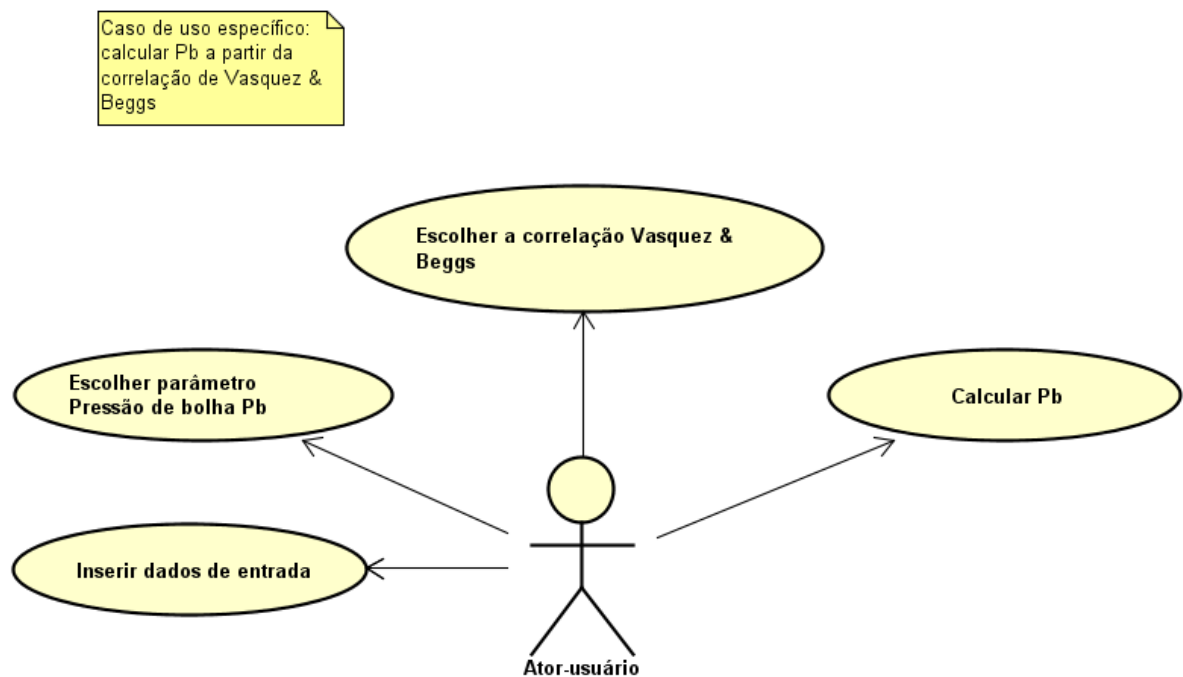 Caso de uso específico:
calcular Pb a partir da
correlação de Vasquez &
Beggs
Escolher a correlação Vasquez &
Beggs
Escolher parâmetro
Pressão de bolha Pb
Calcular Pb
Inserir dados de entrada
Ator-usuário